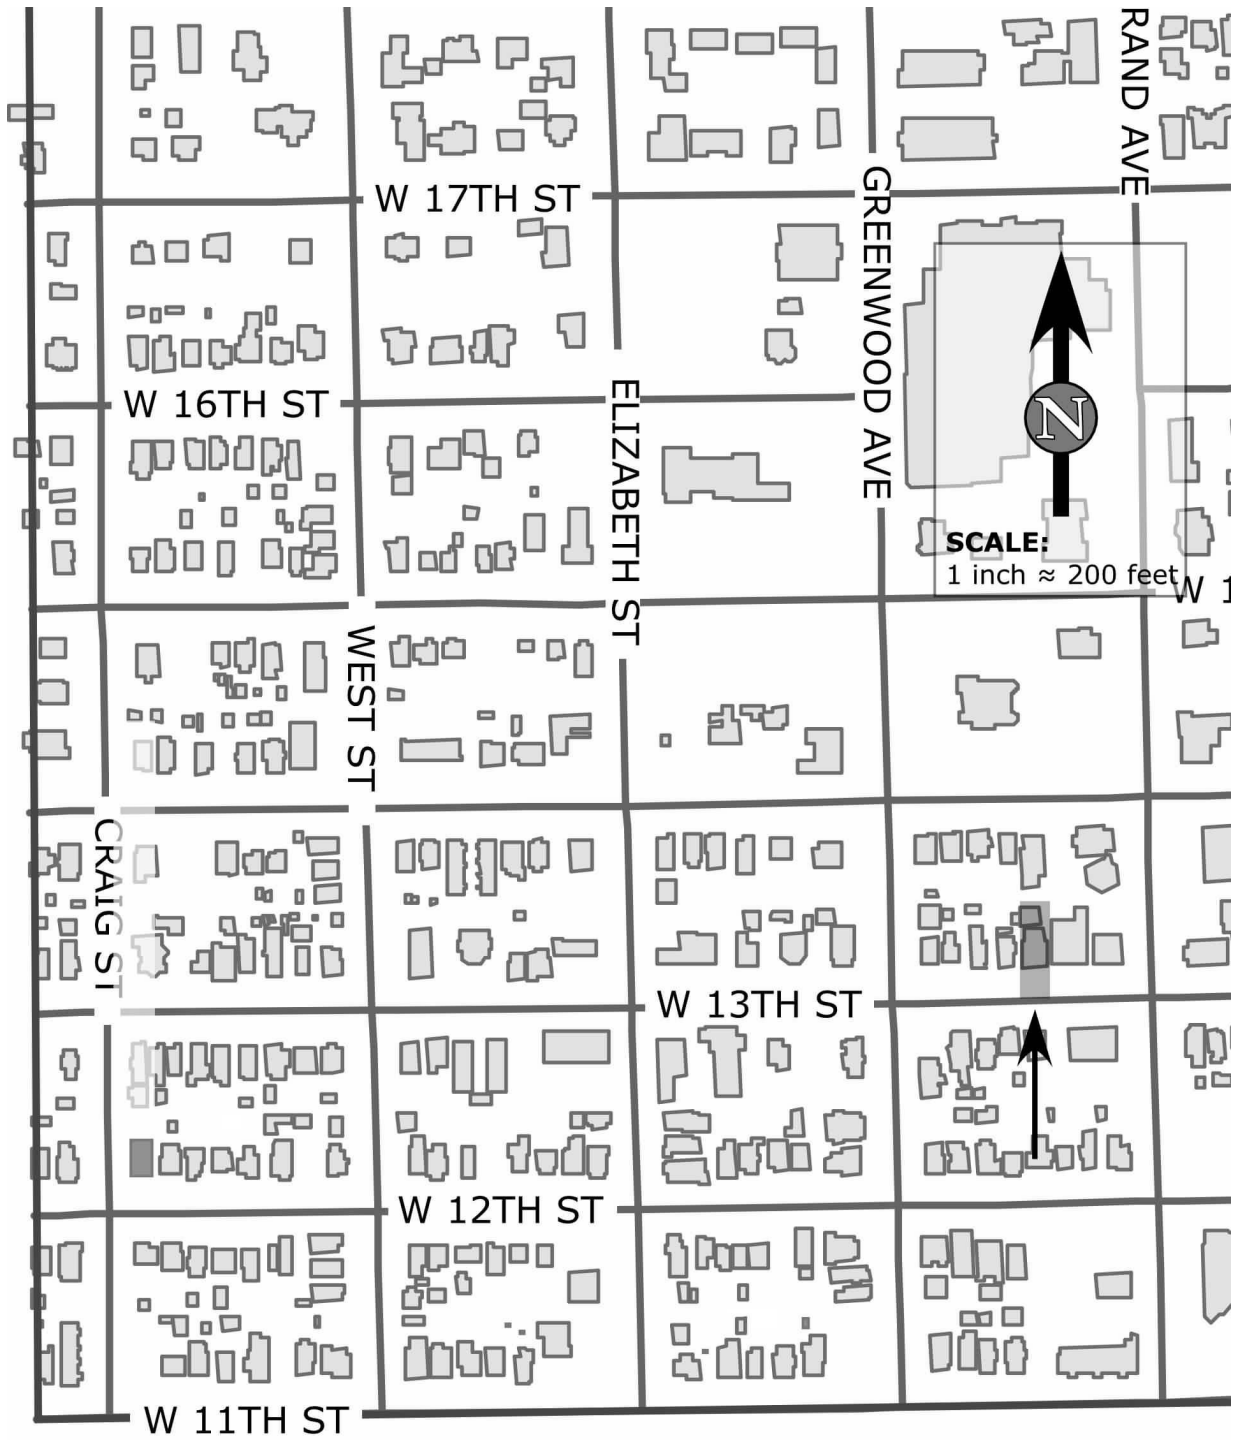 RAND AVE
W 17TH ST
GREENWOOD AVE
W 16TH ST
ELIZABETH ST
N
SCALE:
1 inch ≈ 200 feet
W 1
WEST ST
CRAIG ST
W 13TH ST
W 12TH ST
W 11TH ST